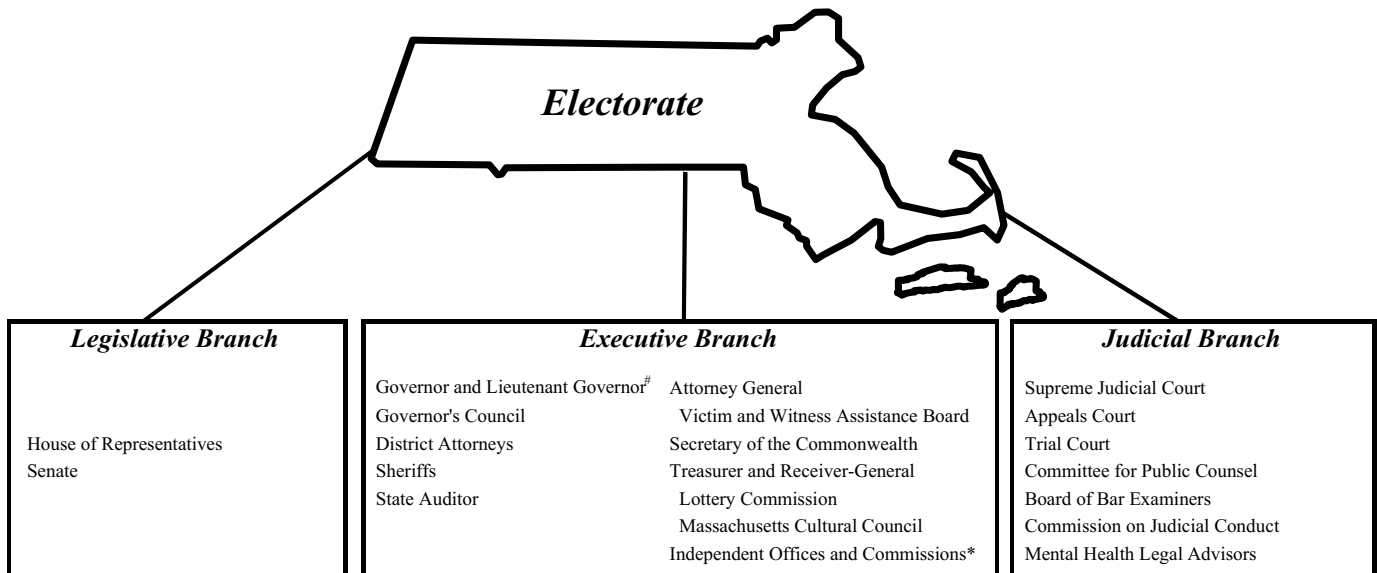 Electorate
Legislative Branch
House of Representatives
Senate
Executive Branch
Governor and Lieutenant Governor#
Governor's Council
District Attorneys
Sheriffs
State Auditor
Attorney General
Victim and Witness Assistance Board
Secretary of the Commonwealth
Treasurer and Receiver-General
Lottery Commission
Massachusetts Cultural Council
Independent Offices and Commissions*
Judicial Branch
Supreme Judicial Court
Appeals Court
Trial Court
Committee for Public Counsel
Board of Bar Examiners
Commission on Judicial Conduct
Mental Health Legal Advisors